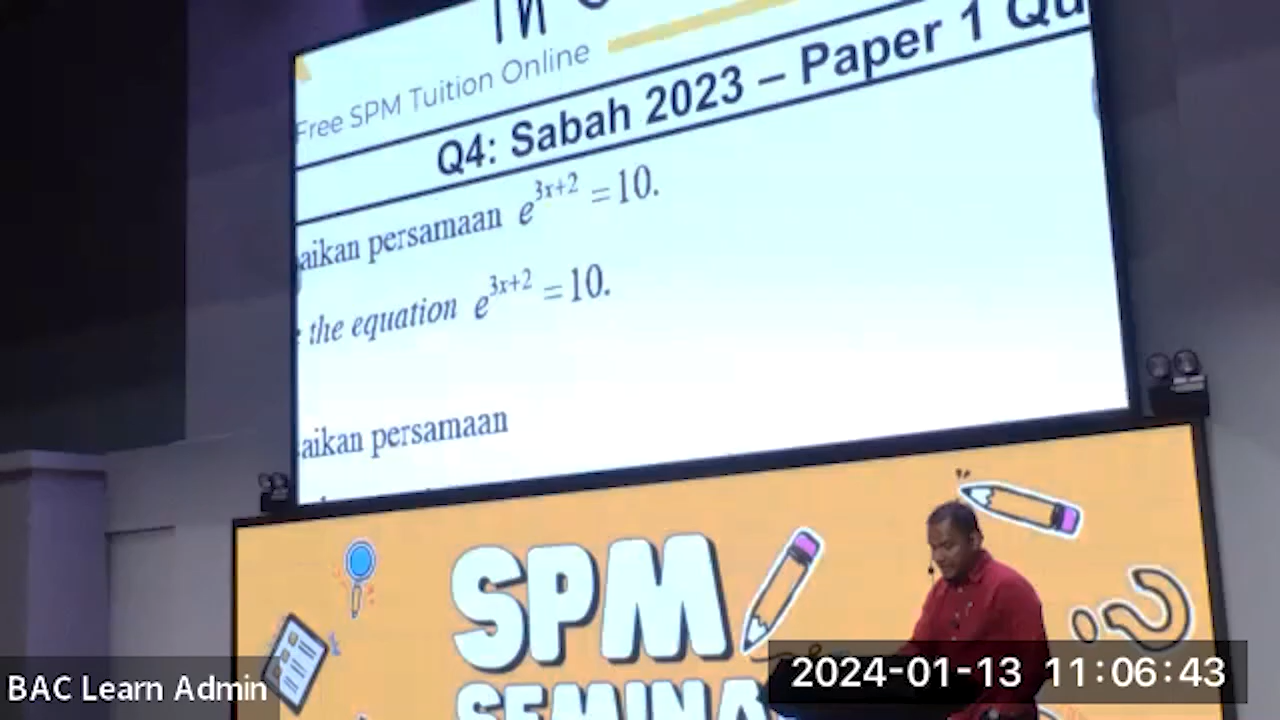 Free SPM Tuition Online
Q4: Sabah 2023 – Paper 1 Qu
aikan persamaan e^{3x+2} = 10.
the equation e^{3x+2} = 10.
aikan persamaan
SPM
SEMINA
BAC Learn Admin
2024-01-13 11:06:43